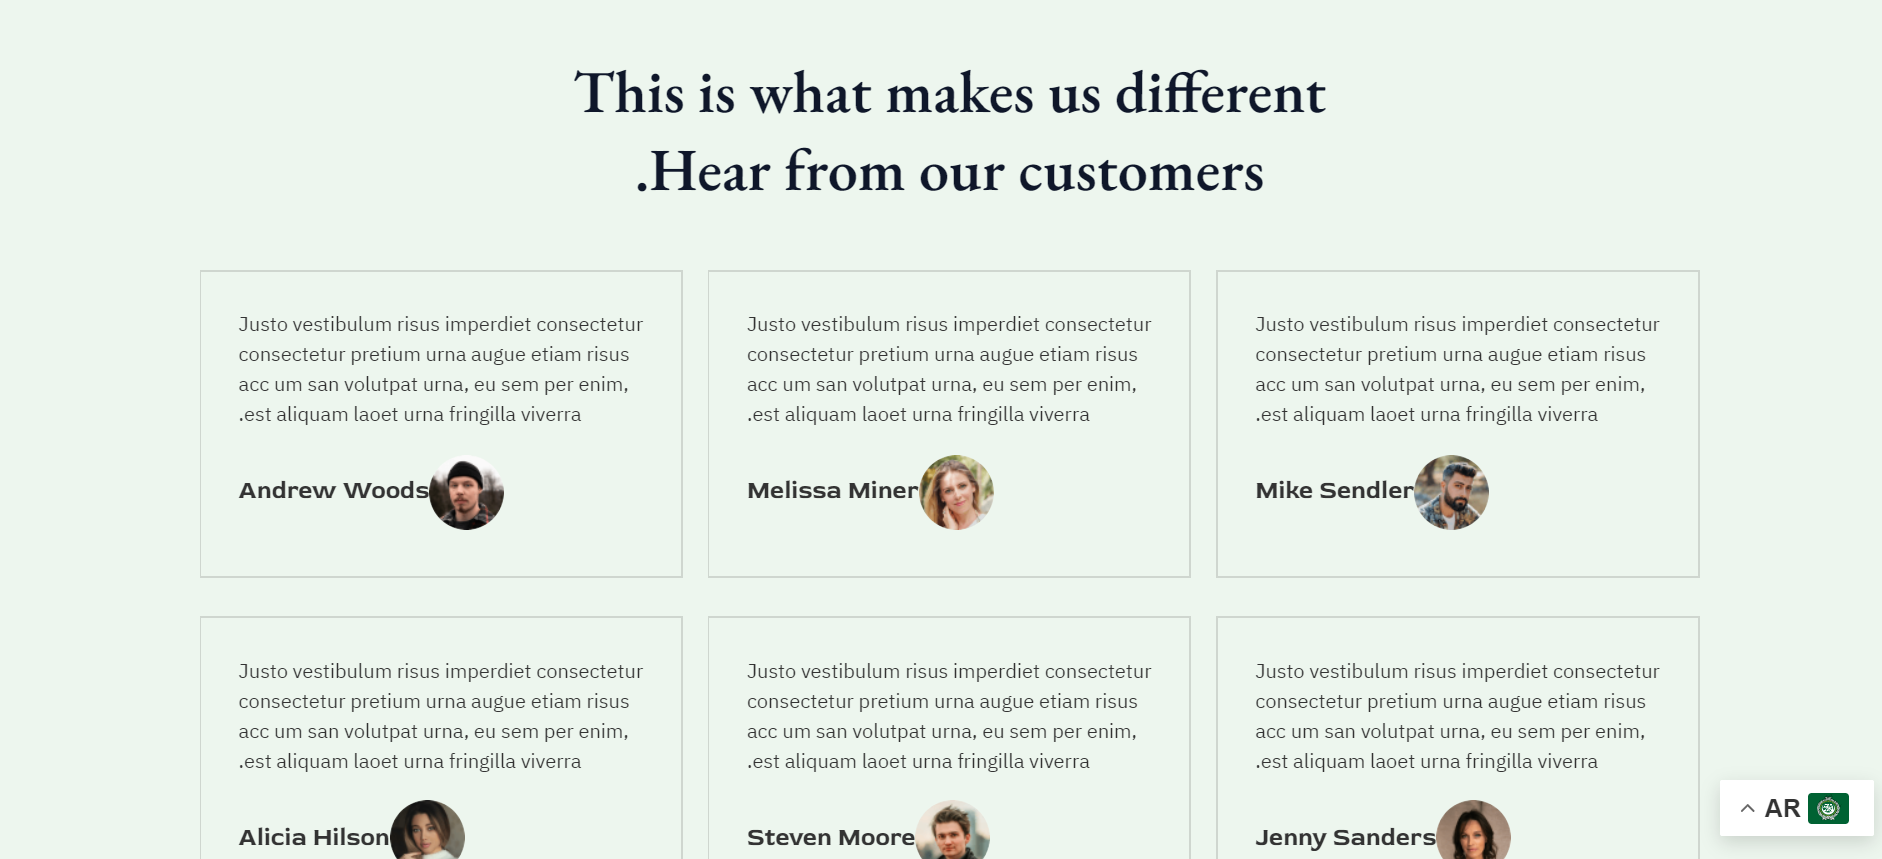 This is what makes us different
.Hear from our customers
Justo vestibulum risus imperdiet consectetur
consectetur pretium urna augue etiam risus
acc um san volutpat urna, eu sem per enim,
.est aliquam laoet urna fringilla viverra
Andrew Woods
Justo vestibulum risus imperdiet consectetur
consectetur pretium urna augue etiam risus
acc um san volutpat urna, eu sem per enim,
.est aliquam laoet urna fringilla viverra
Melissa Miner
Justo vestibulum risus imperdiet consectetur
consectetur pretium urna augue etiam risus
acc um san volutpat urna, eu sem per enim,
.est aliquam laoet urna fringilla viverra
Mike Sendler
Justo vestibulum risus imperdiet consectetur
consectetur pretium urna augue etiam risus
acc um san volutpat urna, eu sem per enim,
.est aliquam laoet urna fringilla viverra
Alicia Hilson
Justo vestibulum risus imperdiet consectetur
consectetur pretium urna augue etiam risus
acc um san volutpat urna, eu sem per enim,
.est aliquam laoet urna fringilla viverra
Steven Moore
Justo vestibulum risus imperdiet consectetur
consectetur pretium urna augue etiam risus
acc um san volutpat urna, eu sem per enim,
.est aliquam laoet urna fringilla viverra
Jenny Sanders
AR